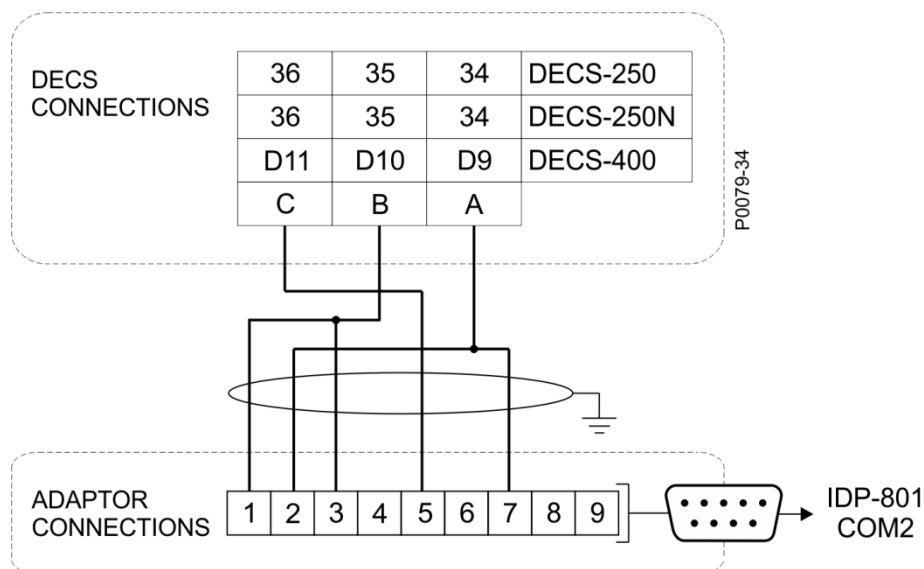 DECS
CONNECTIONS
36 35 34 DECS-250
36 35 34 DECS-250N
D11 D10 D9 DECS-400
C B A
P0079-34
ADAPTOR
CONNECTIONS
1 2 3 4 5 6 7 8 9
IDP-801
COM2